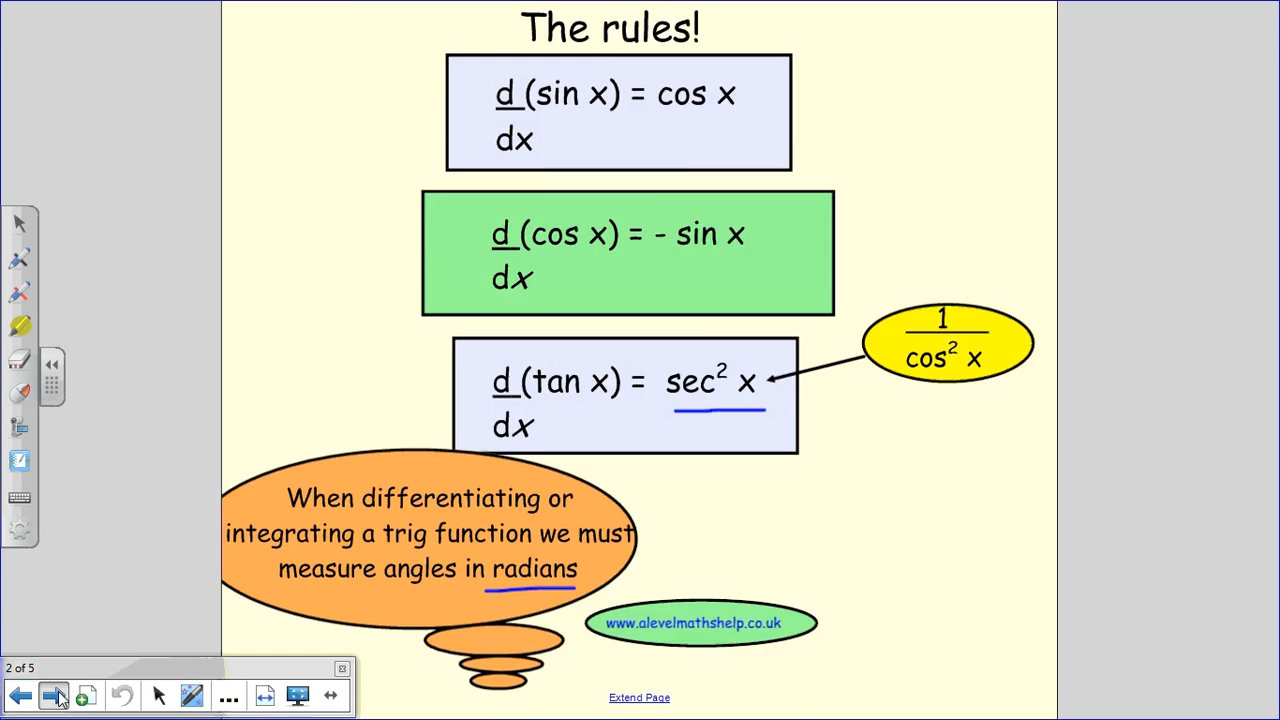 The rules!
d (sin x) = cos x
dx
d (cos x) = - sin x
dx
1
cos² x
d (tan x) = sec² x
dx
When differentiating or
integrating a trig function we must
measure angles in radians
www.alevelmathshelp.co.uk
2 of 5
...
Extend Page